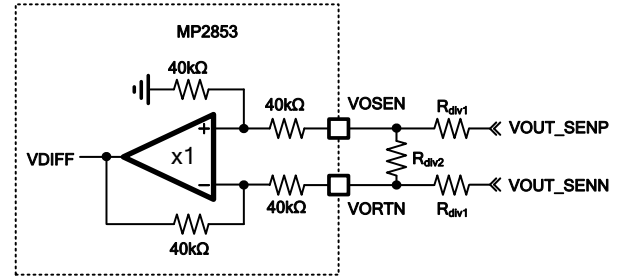 MP2853
40kΩ
40kΩ
VOSEN
Rdiv1
VOUT_SENP
+
x1
VDIFF
Rdiv2
−
VOUT_SENN
40kΩ
VORTN
Rdiv1
40kΩ